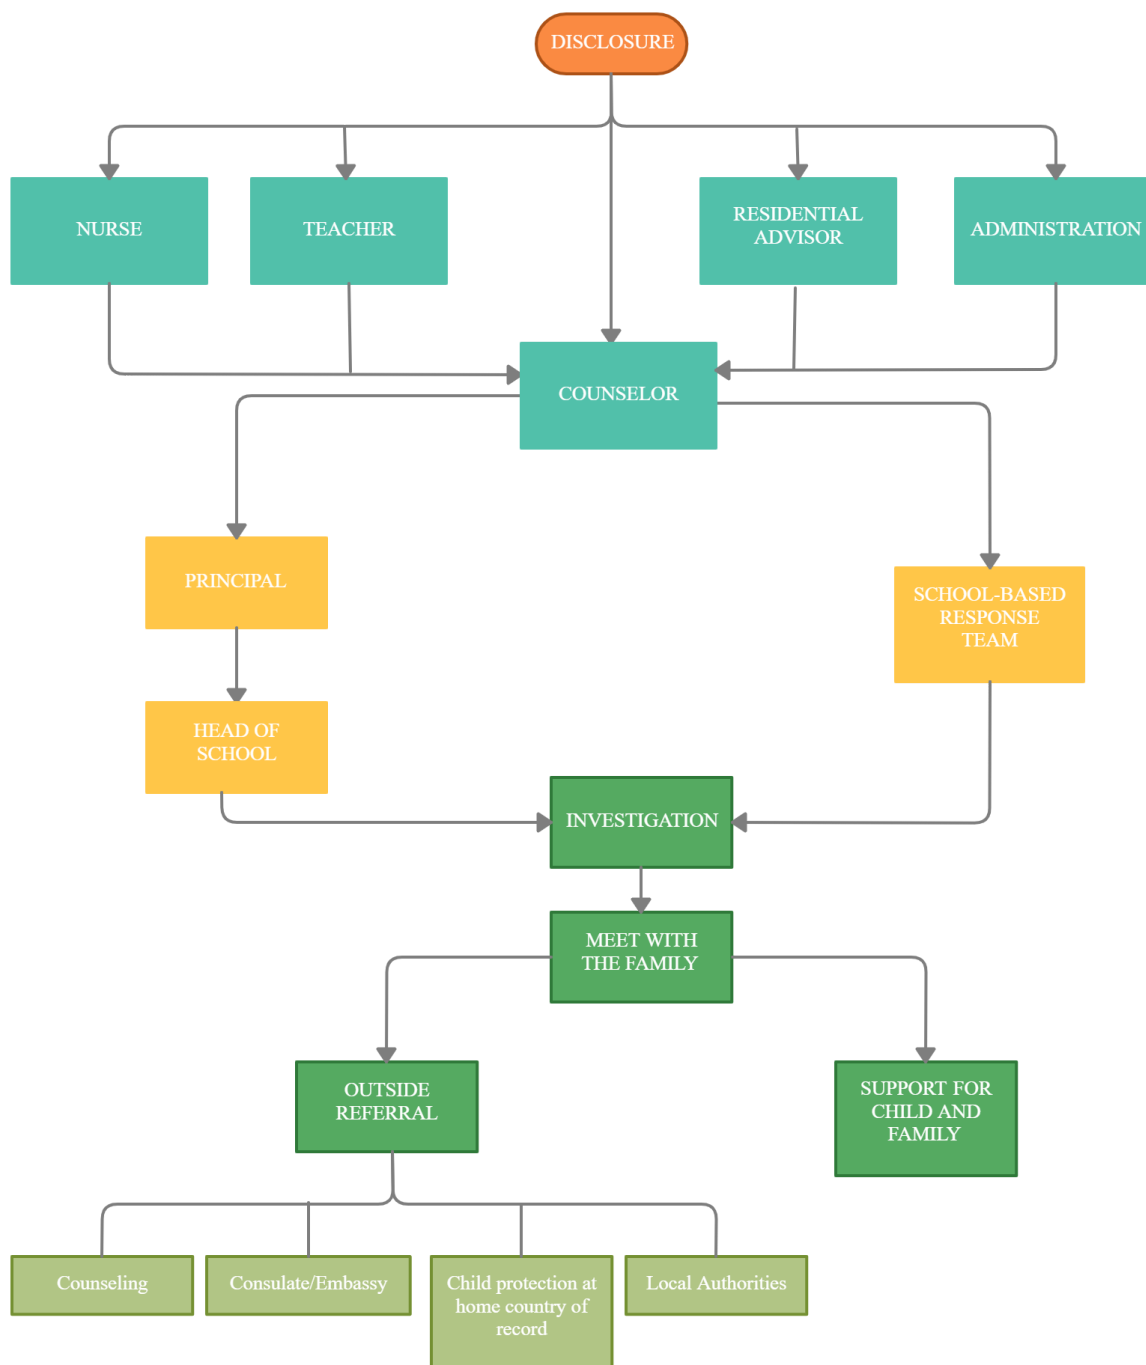 DISCLOSURE
NURSE
TEACHER
RESIDENTIAL
ADVISOR
ADMINISTRATION
COUNSELOR
PRINCIPAL
SCHOOL-BASED
RESPONSE
TEAM
HEAD OF
SCHOOL
INVESTIGATION
MEET WITH
THE FAMILY
OUTSIDE
REFERRAL
SUPPORT FOR
CHILD AND
FAMILY
Counseling
Consulate/Embassy
Child protection at
home country of
record
Local Authorities